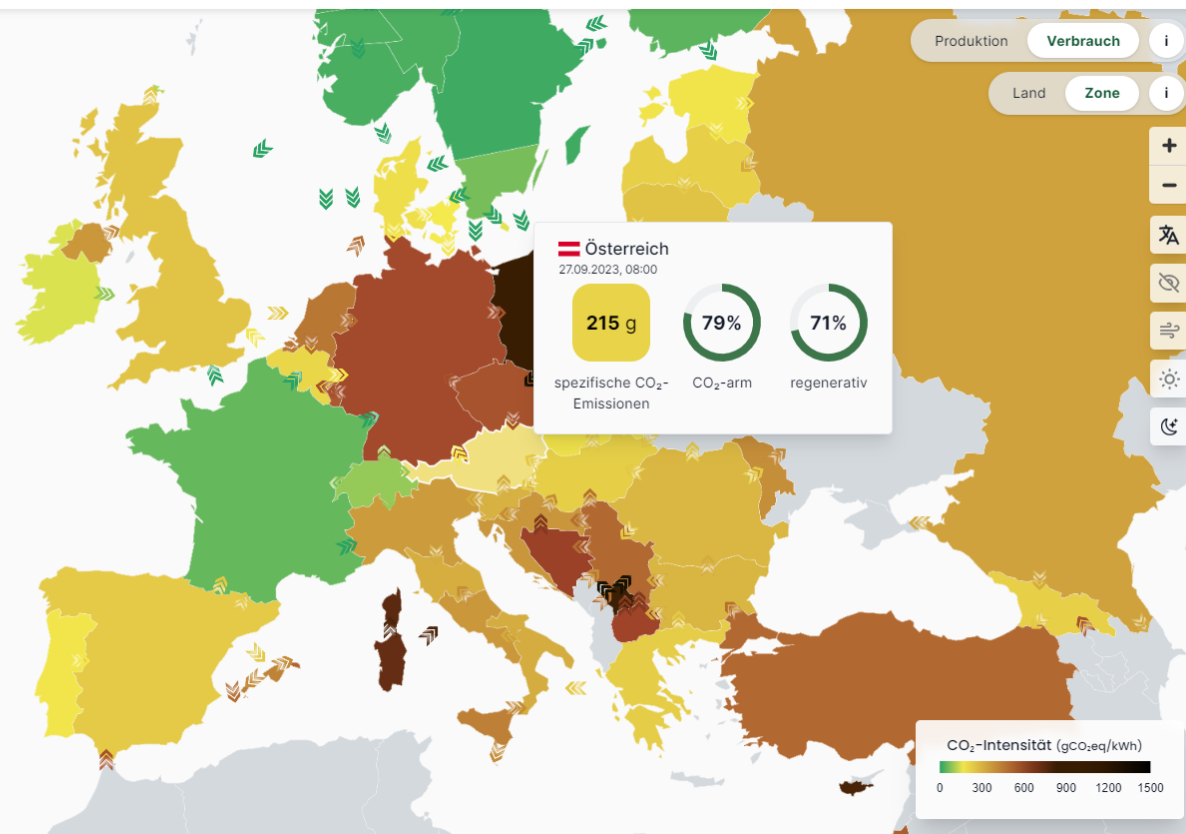 Produktion Verbrauch i
Land Zone i
+
−
Österreich
27.09.2023, 08:00
215 g 79% 71%
spezifische CO₂- CO₂-arm regenerativ
Emissionen
CO₂-Intensität (gCO₂eq/kWh)
0 300 600 900 1200 1500